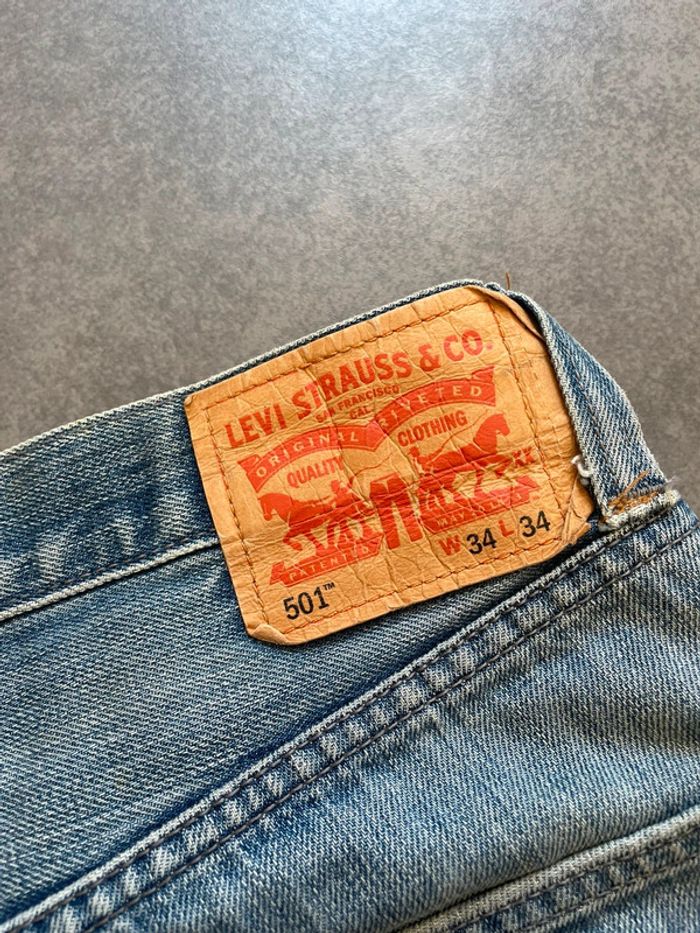 LEVI STRAUSS & CO.
SAN FRANCISCO
CAL
ORIGINAL RIVETED
QUALITY CLOTHING
PATENTED
501™ W 34 L 34